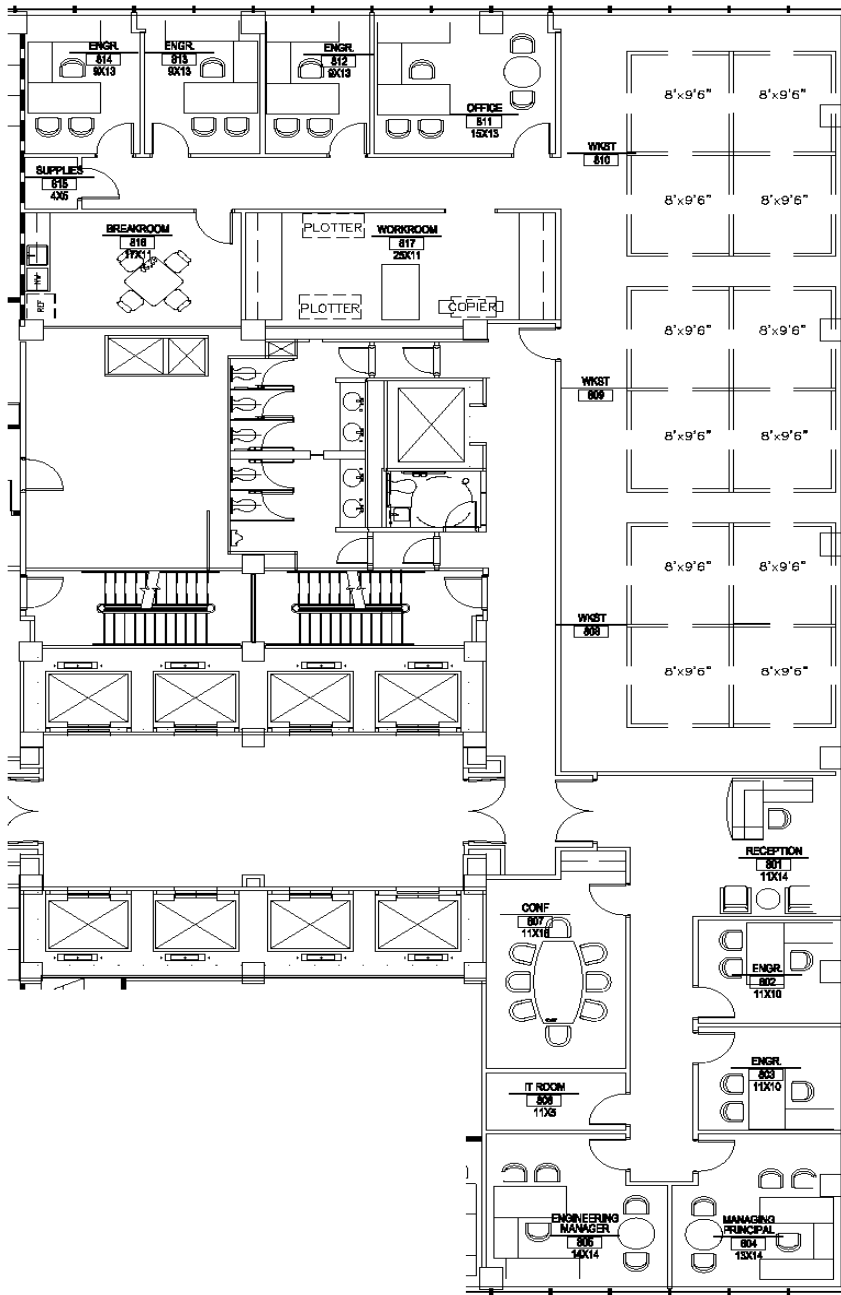 ENGR.
814
9X13
ENGR.
813
9X13
ENGR.
812
9X13
OFFICE
811
15X13
8'x9'6"
8'x9'6"
WKST
810
8'x9'6"
8'x9'6"
SUPPLIES
815
4X5
BREAKROOM
816
17X11
PLOTTER
WORKROOM
817
25X11
PLOTTER
COPIER
MV
REF
8'x9'6"
8'x9'6"
WKST
809
8'x9'6"
8'x9'6"
8'x9'6"
8'x9'6"
WKST
808
8'x9'6"
8'x9'6"
RECEPTION
801
11X14
CONF
807
11X18
ENGR.
802
11X10
ENGR.
803
11X10
IT ROOM
806
11X5
ENGINEERING
MANAGER
805
14X14
MANAGING
PRINCIPAL
804
13X14